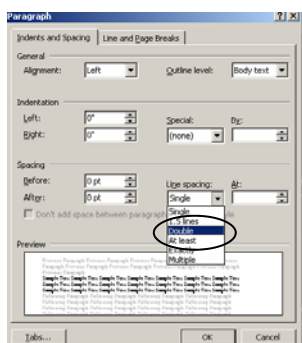 Paragraph
Indents and Spacing Line and Page Breaks
General
Alignment: Left Outline level: Body text
Indentation
Left: 0" Special: By:
Right: 0" (none)
Spacing
Before: 0 pt Line spacing: At:
After: 0 pt Single
Don't add space between paragraph
Single
1.5 lines
Double
At least
Exactly
Multiple
Preview
Tabs... OK Cancel